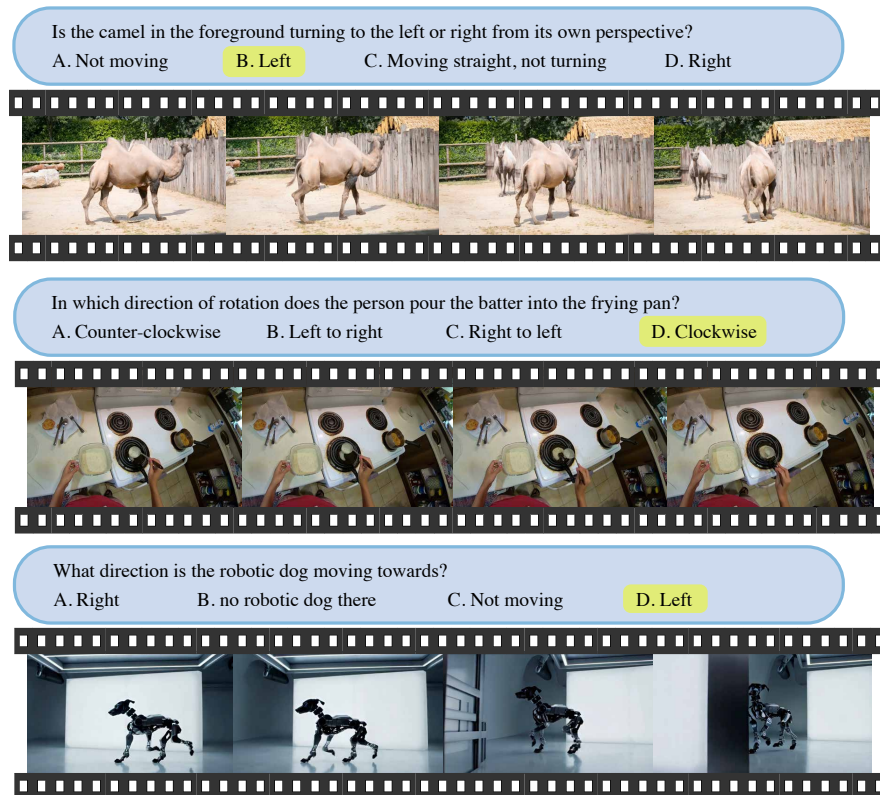 Is the camel in the foreground turning to the left or right from its own perspective?
A. Not moving B. Left C. Moving straight, not turning D. Right
In which direction of rotation does the person pour the batter into the frying pan?
A. Counter-clockwise B. Left to right C. Right to left D. Clockwise
What direction is the robotic dog moving towards?
A. Right B. no robotic dog there C. Not moving D. Left